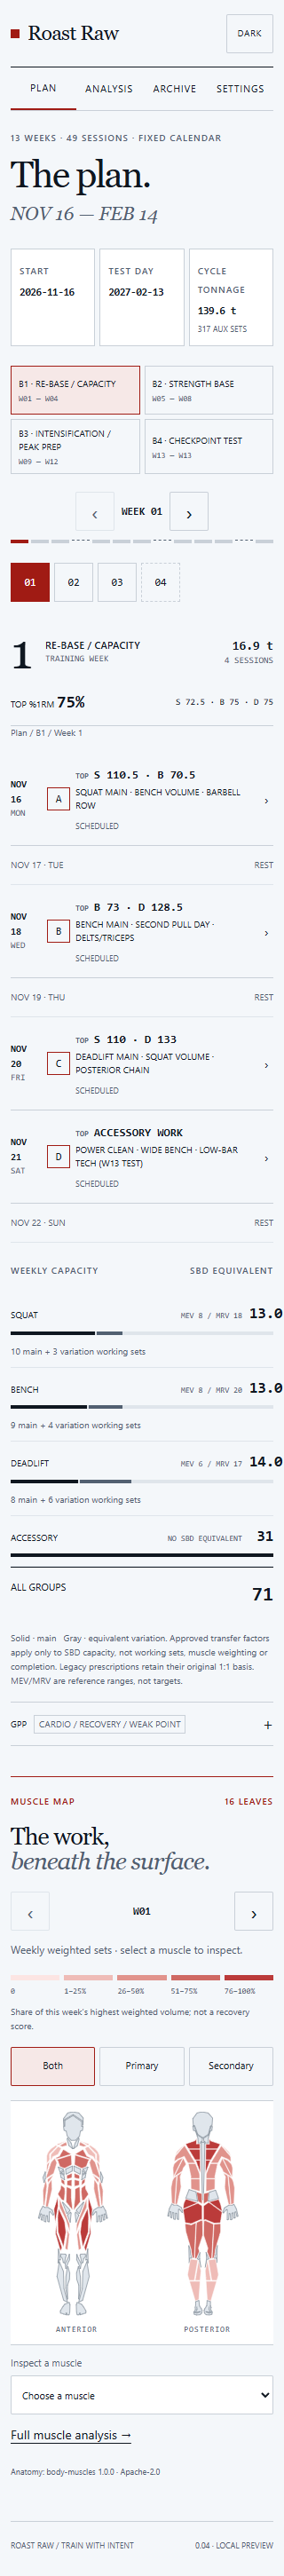 Roast Raw
DARK
PLAN ANALYSIS ARCHIVE SETTINGS
13 WEEKS · 49 SESSIONS · FIXED CALENDAR
The plan.
NOV 16 — FEB 14
START
2026-11-16
TEST DAY
2027-02-13
CYCLE
TONNAGE
139.6 t
317 AUX SETS
B1 · RE-BASE / CAPACITY
W01 — W04
B2 · STRENGTH BASE
W05 — W08
B3 · INTENSIFICATION /
PEAK PREP
W09 — W12
B4 · CHECKPOINT TEST
W13 — W13
‹ WEEK 01 ›
01 02 03 04
1
RE-BASE / CAPACITY
TRAINING WEEK
16.9 t
4 SESSIONS
TOP %1RM 75%
S 72.5 · B 75 · D 75
Plan / B1 / Week 1
NOV
16
MON
A
TOP S 110.5 · B 70.5
SQUAT MAIN · BENCH VOLUME · BARBELL
ROW
SCHEDULED
›
NOV 17 · TUE REST
NOV
18
WED
B
TOP B 73 · D 128.5
BENCH MAIN · SECOND PULL DAY ·
DELTS/TRICEPS
SCHEDULED
›
NOV 19 · THU REST
NOV
20
FRI
C
TOP S 110 · D 133
DEADLIFT MAIN · SQUAT VOLUME ·
POSTERIOR CHAIN
SCHEDULED
›
NOV
21
SAT
D
TOP ACCESSORY WORK
POWER CLEAN · WIDE BENCH · LOW-BAR
TECH (W13 TEST)
SCHEDULED
›
NOV 22 · SUN REST
WEEKLY CAPACITY SBD EQUIVALENT
SQUAT MEV 8 / MRV 18 13.0
10 main + 3 variation working sets
BENCH MEV 8 / MRV 20 13.0
9 main + 4 variation working sets
DEADLIFT MEV 6 / MRV 17 14.0
8 main + 6 variation working sets
ACCESSORY NO SBD EQUIVALENT 31
ALL GROUPS 71
Solid · main Gray · equivalent variation. Approved transfer factors
apply only to SBD capacity, not working sets, muscle weighting or
completion. Legacy prescriptions retain their original 1:1 basis.
MEV/MRV are reference ranges, not targets.
GPP CARDIO / RECOVERY / WEAK POINT +
MUSCLE MAP 16 LEAVES
The work,
beneath the surface.
‹ W01 ›
Weekly weighted sets · select a muscle to inspect.
0 1–25% 26–50% 51–75% 76–100%
Share of this week's highest weighted volume; not a recovery
score.
Both Primary Secondary
ANTERIOR POSTERIOR
Inspect a muscle
Choose a muscle
Full muscle analysis →
Anatomy: body-muscles 1.0.0 · Apache-2.0
ROAST RAW / TRAIN WITH INTENT 0.04 · LOCAL PREVIEW